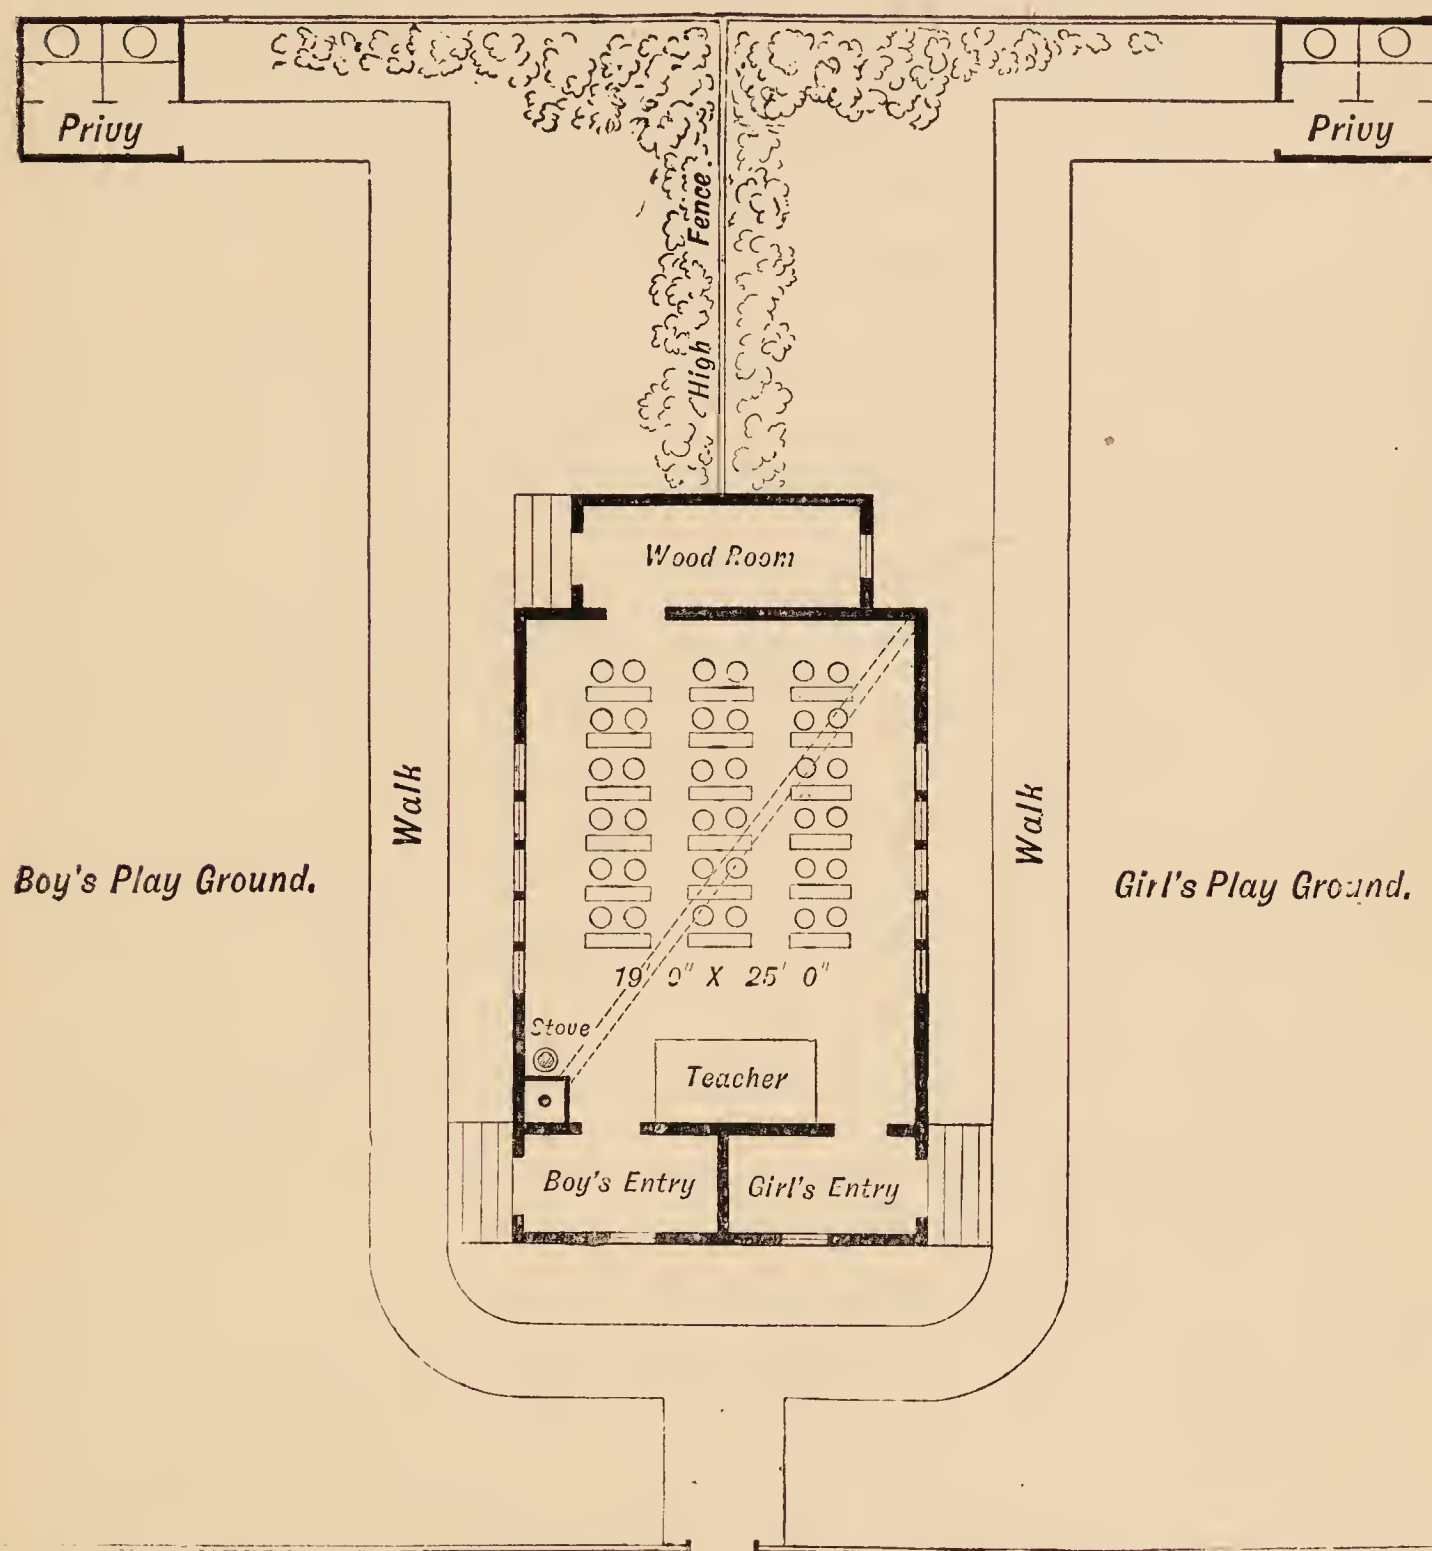 Privy
Privy
High Fence.
Wood Room
Walk
Walk
Boy's Play Ground.
Girl's Play Ground.
19' 0" X 25' 0"
Stove
Teacher
Boy's Entry
Girl's Entry